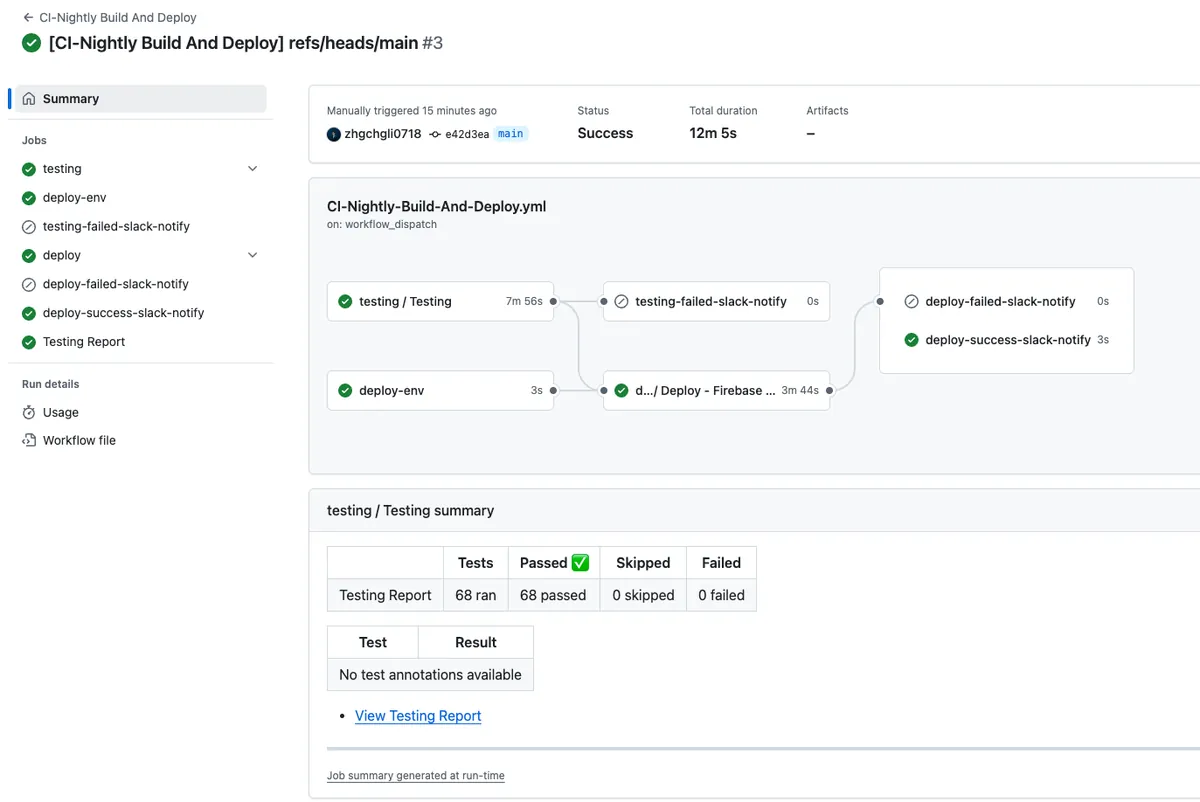 CI-Nightly Build And Deploy
[CI-Nightly Build And Deploy] refs/heads/main #3
Summary
Jobs
testing
deploy-env
testing-failed-slack-notify
deploy
deploy-failed-slack-notify
deploy-success-slack-notify
Testing Report
Run details
Usage
Workflow file
Manually triggered 15 minutes ago
zhgchgli0718 e42d3ea main
Status
Success
Total duration
12m 5s
Artifacts
–
CI-Nightly-Build-And-Deploy.yml
on: workflow_dispatch
testing / Testing 7m 56s
testing-failed-slack-notify 0s
deploy-failed-slack-notify 0s
deploy-success-slack-notify 3s
deploy-env 3s
d.../ Deploy - Firebase ... 3m 44s
testing / Testing summary
Tests Passed ✅ Skipped Failed
Testing Report 68 ran 68 passed 0 skipped 0 failed
Test Result
No test annotations available
• View Testing Report
Job summary generated at run-time